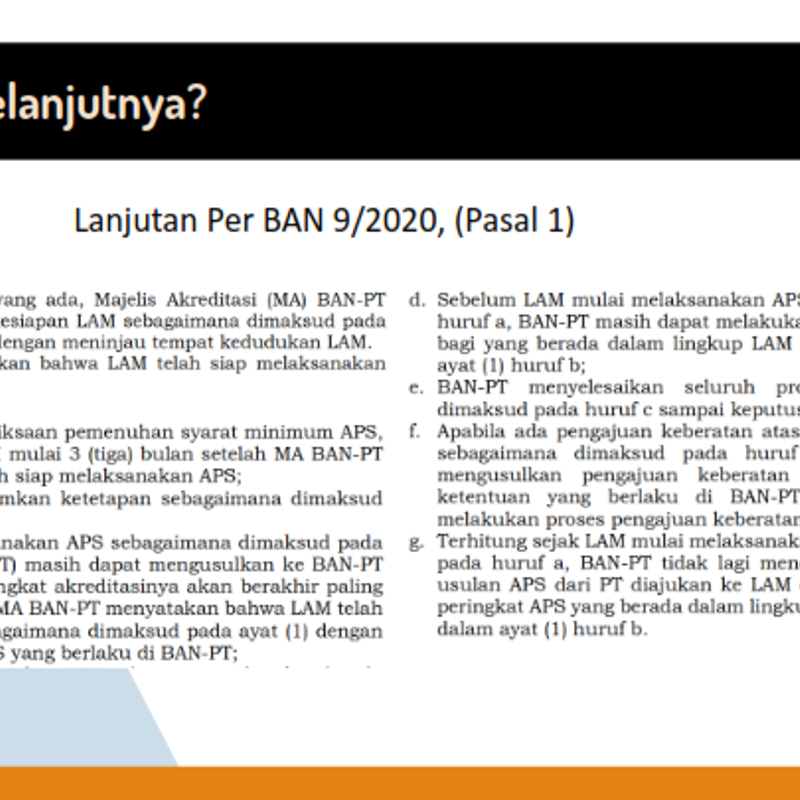 elanjutnya?
Lanjutan Per BAN 9/2020, (Pasal 1)
yang ada, Majelis Akreditasi (MA) BAN-PT
esiapan LAM sebagaimana dimaksud pada
dengan meninjau tempat kedudukan LAM.
kan bahwa LAM telah siap melaksanakan
iksaan pemenuhan syarat minimum APS,
mulai 3 (tiga) bulan setelah MA BAN-PT
h siap melaksanakan APS;
mkan ketetapan sebagaimana dimaksud
nakan APS sebagaimana dimaksud pada
T) masih dapat mengusulkan ke BAN-PT
ngkat akreditasinya akan berakhir paling
MA BAN-PT menyatakan bahwa LAM telah
gaimana dimaksud pada ayat (1) dengan
S yang berlaku di BAN-PT;
d. Sebelum LAM mulai melaksanakan APS
huruf a, BAN-PT masih dapat melakuka
bagi yang berada dalam lingkup LAM
ayat (1) huruf b;
e. BAN-PT menyelesaikan seluruh pro
dimaksud pada huruf c sampai keputus
f. Apabila ada pengajuan keberatan atas
sebagaimana dimaksud pada huruf
mengusulkan pengajuan keberatan
ketentuan yang berlaku di BAN-PT
melakukan proses pengajuan keberatan
g. Terhitung sejak LAM mulai melaksanak
pada huruf a, BAN-PT tidak lagi men
usulan APS dari PT diajukan ke LAM
peringkat APS yang berada dalam lingku
dalam ayat (1) huruf b.